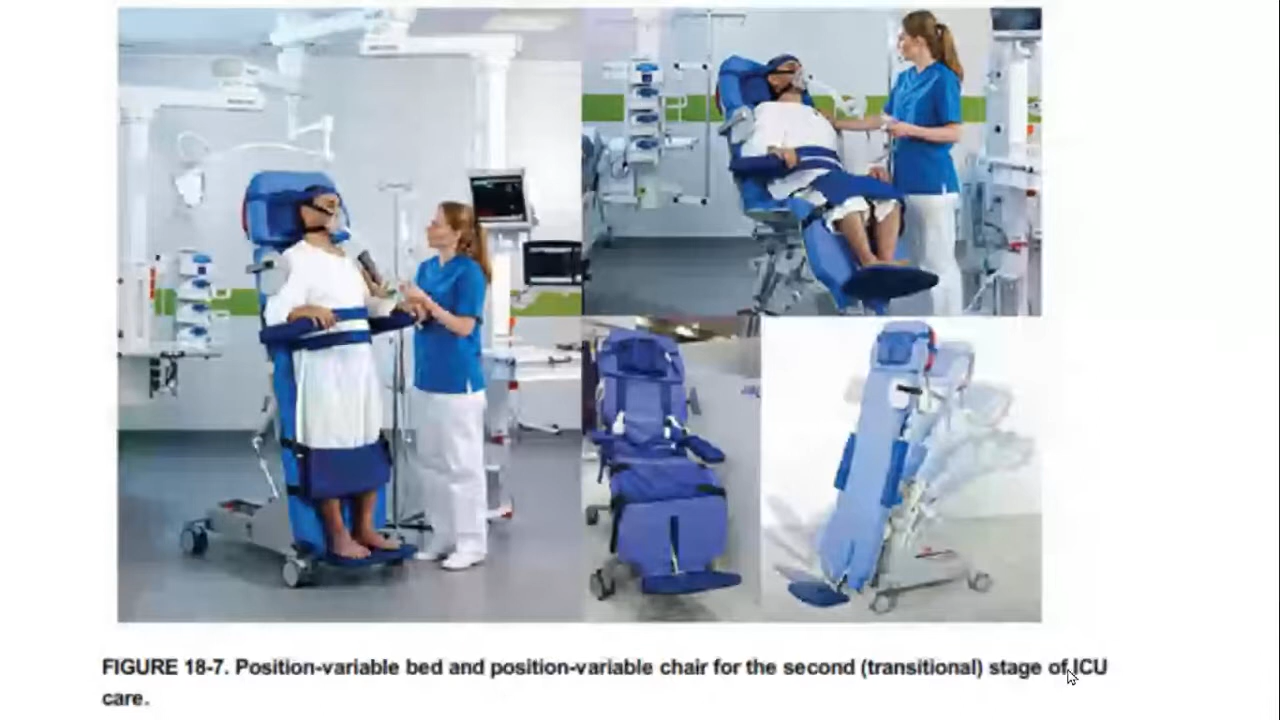 FIGURE 18-7. Position-variable bed and position-variable chair for the second (transitional) stage of ICU
care.